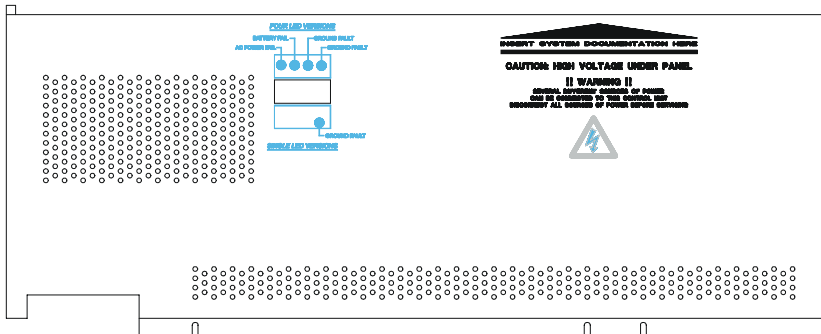 FOUR LED VERSIONS
BATTERY FAIL
GROUND FAULT
AC POWER FAIL
GROUND FAULT
GROUND FAULT
SINGLE LED VERSIONS
INSERT SYSTEM DOCUMENTATION HERE
CAUTION: HIGH VOLTAGE UNDER PANEL
!! WARNING !!
SEVERAL DIFFERENT SOURCES OF POWER
CAN BE CONNECTED TO THIS CONTROL UNIT
DISCONNECT ALL SOURCES OF POWER BEFORE SERVICING